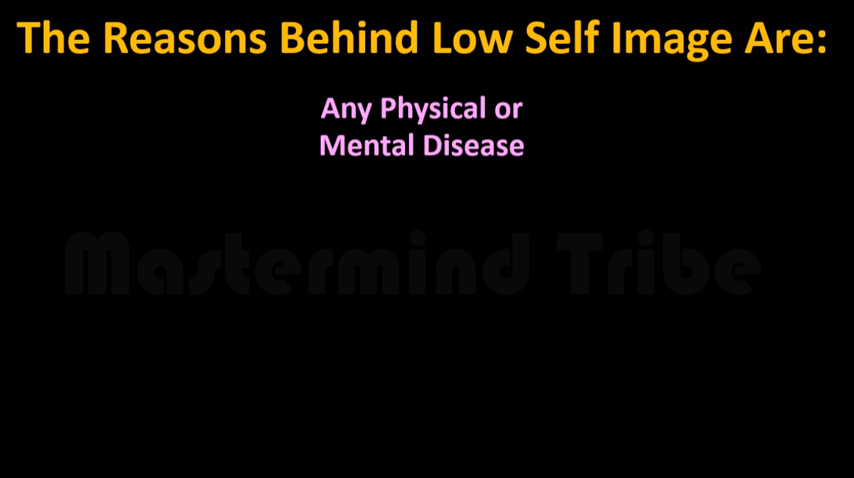 The Reasons Behind Low Self Image Are:
Any Physical or
Mental Disease
Mastermind Tribe